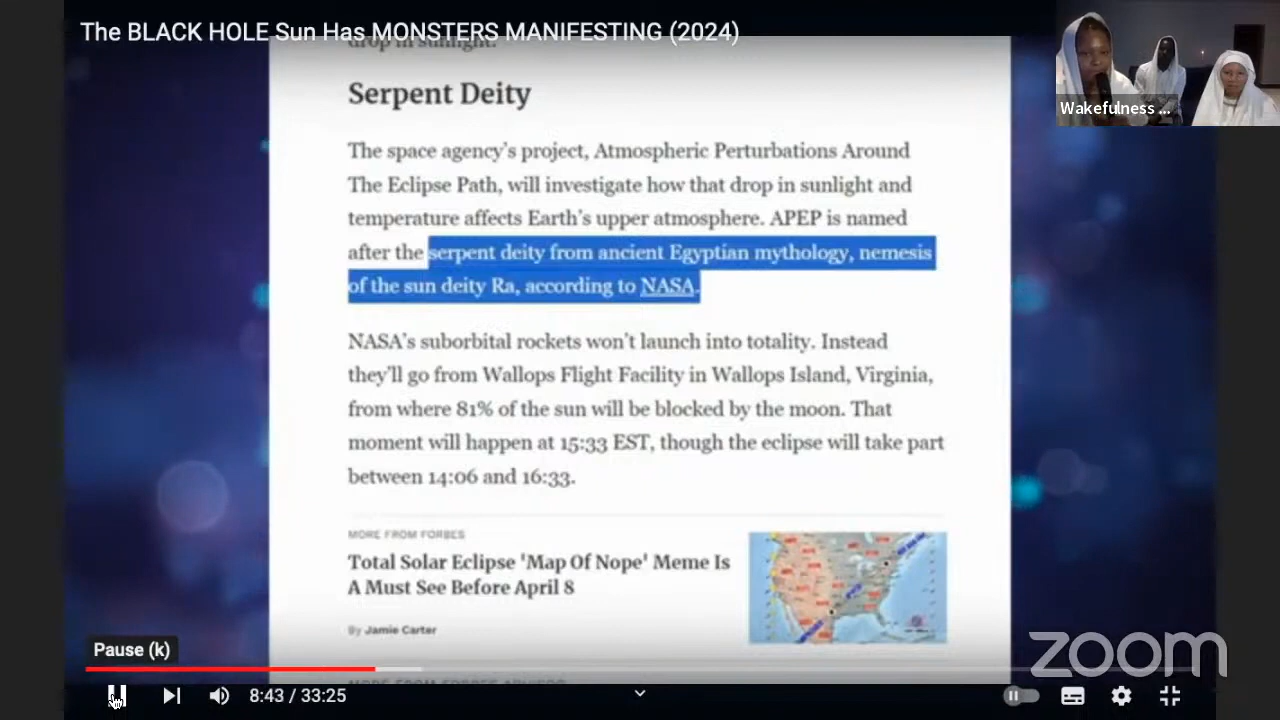 The BLACK HOLE Sun Has MONSTERS MANIFESTING (2024)
drop in sunlight.
Wakefulness ...
Serpent Deity
The space agency's project, Atmospheric Perturbations Around
The Eclipse Path, will investigate how that drop in sunlight and
temperature affects Earth's upper atmosphere. APEP is named
after the serpent deity from ancient Egyptian mythology, nemesis
of the sun deity Ra, according to NASA.
NASA's suborbital rockets won't launch into totality. Instead
they'll go from Wallops Flight Facility in Wallops Island, Virginia,
from where 81% of the sun will be blocked by the moon. That
moment will happen at 15:33 EST, though the eclipse will take part
between 14:06 and 16:33.
MORE FROM FORBES
Total Solar Eclipse 'Map Of Nope' Meme Is
A Must See Before April 8
By Jamie Carter
Pause (k)
zoom
8:43 / 33:25